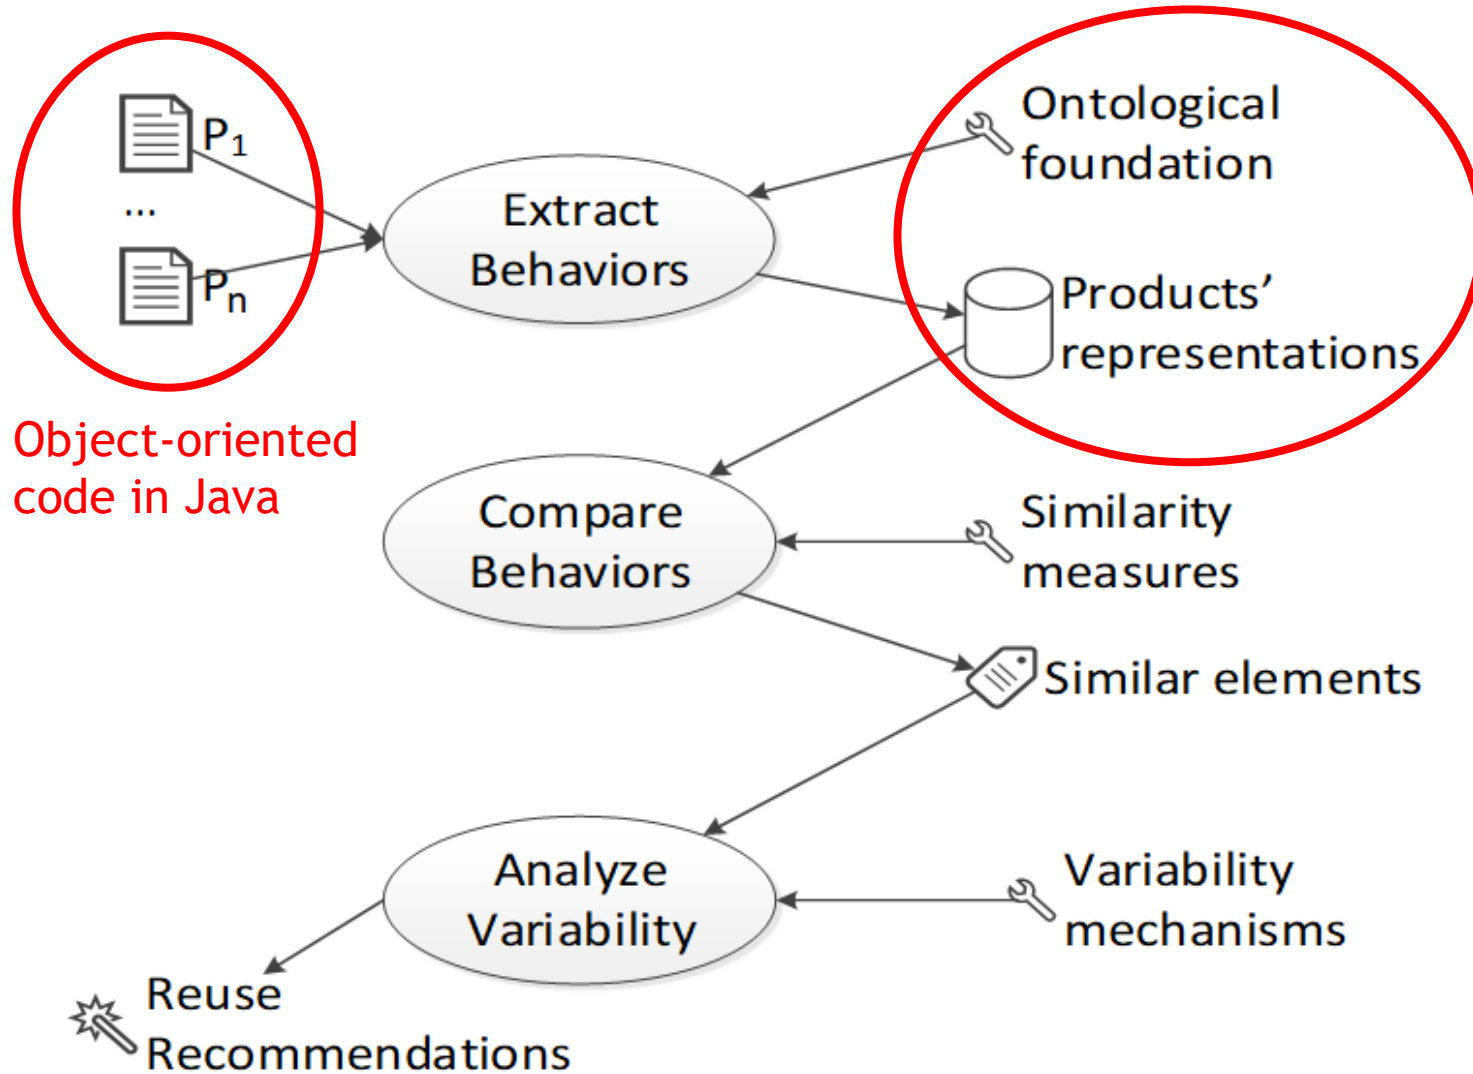 P1
...
Pn
Object-oriented
code in Java
Extract
Behaviors
Ontological
foundation
Products’
representations
Compare
Behaviors
Similarity
measures
Similar elements
Analyze
Variability
Variability
mechanisms
Reuse
Recommendations